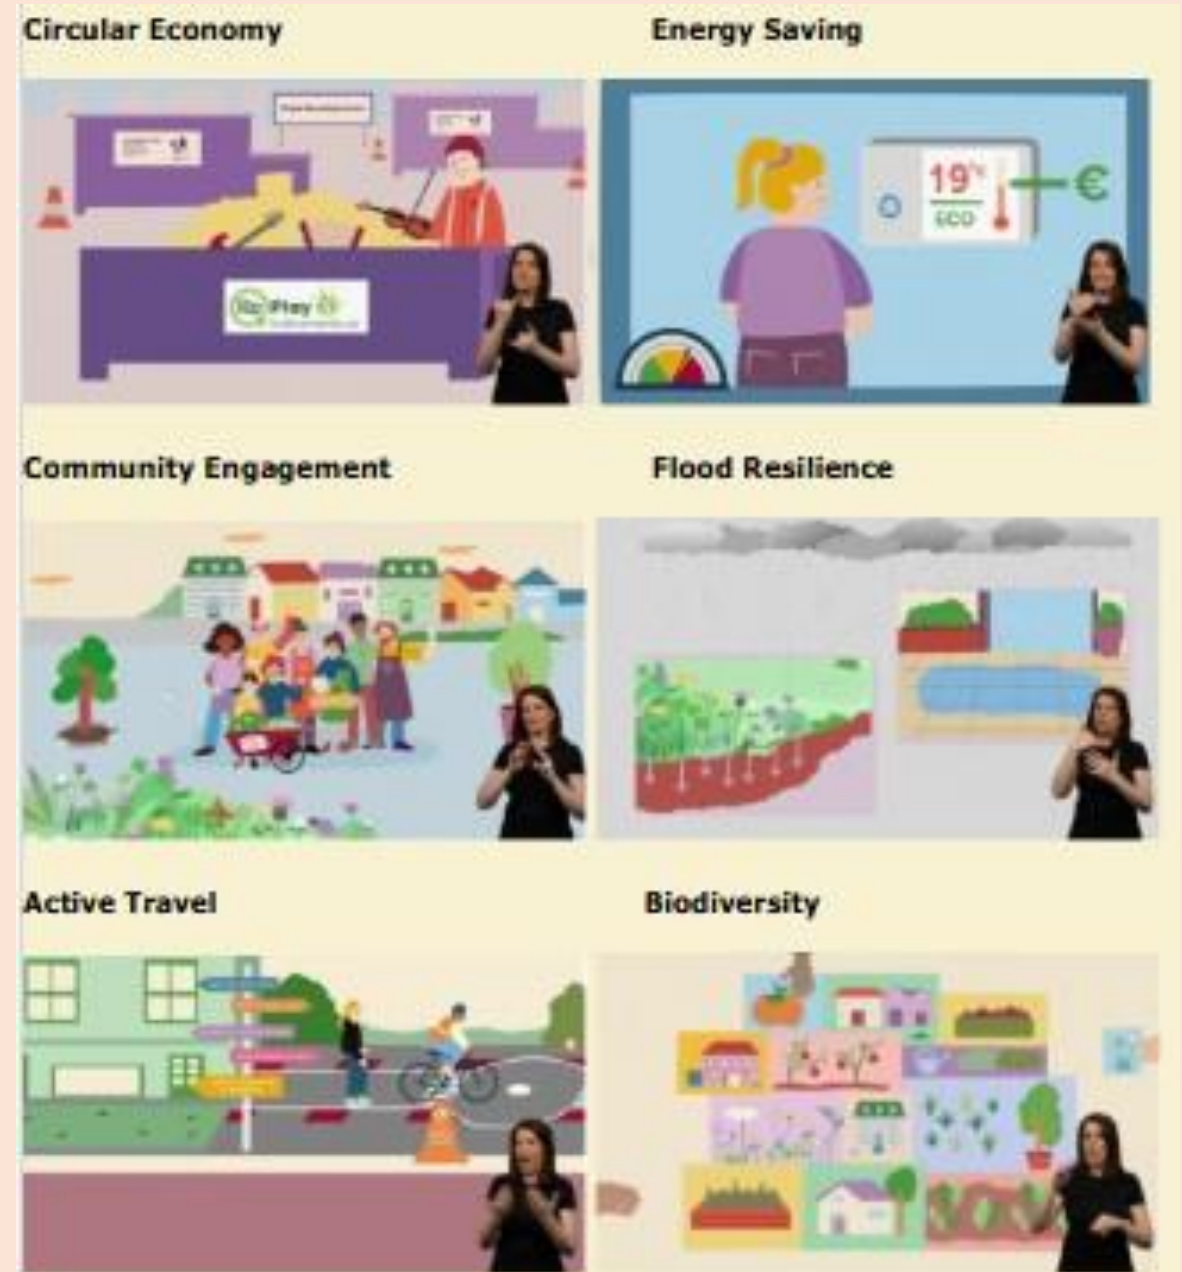 Circular Economy
Energy Saving
Play
19°c
ECO
€
Community Engagement
Flood Resilience
Active Travel
Biodiversity